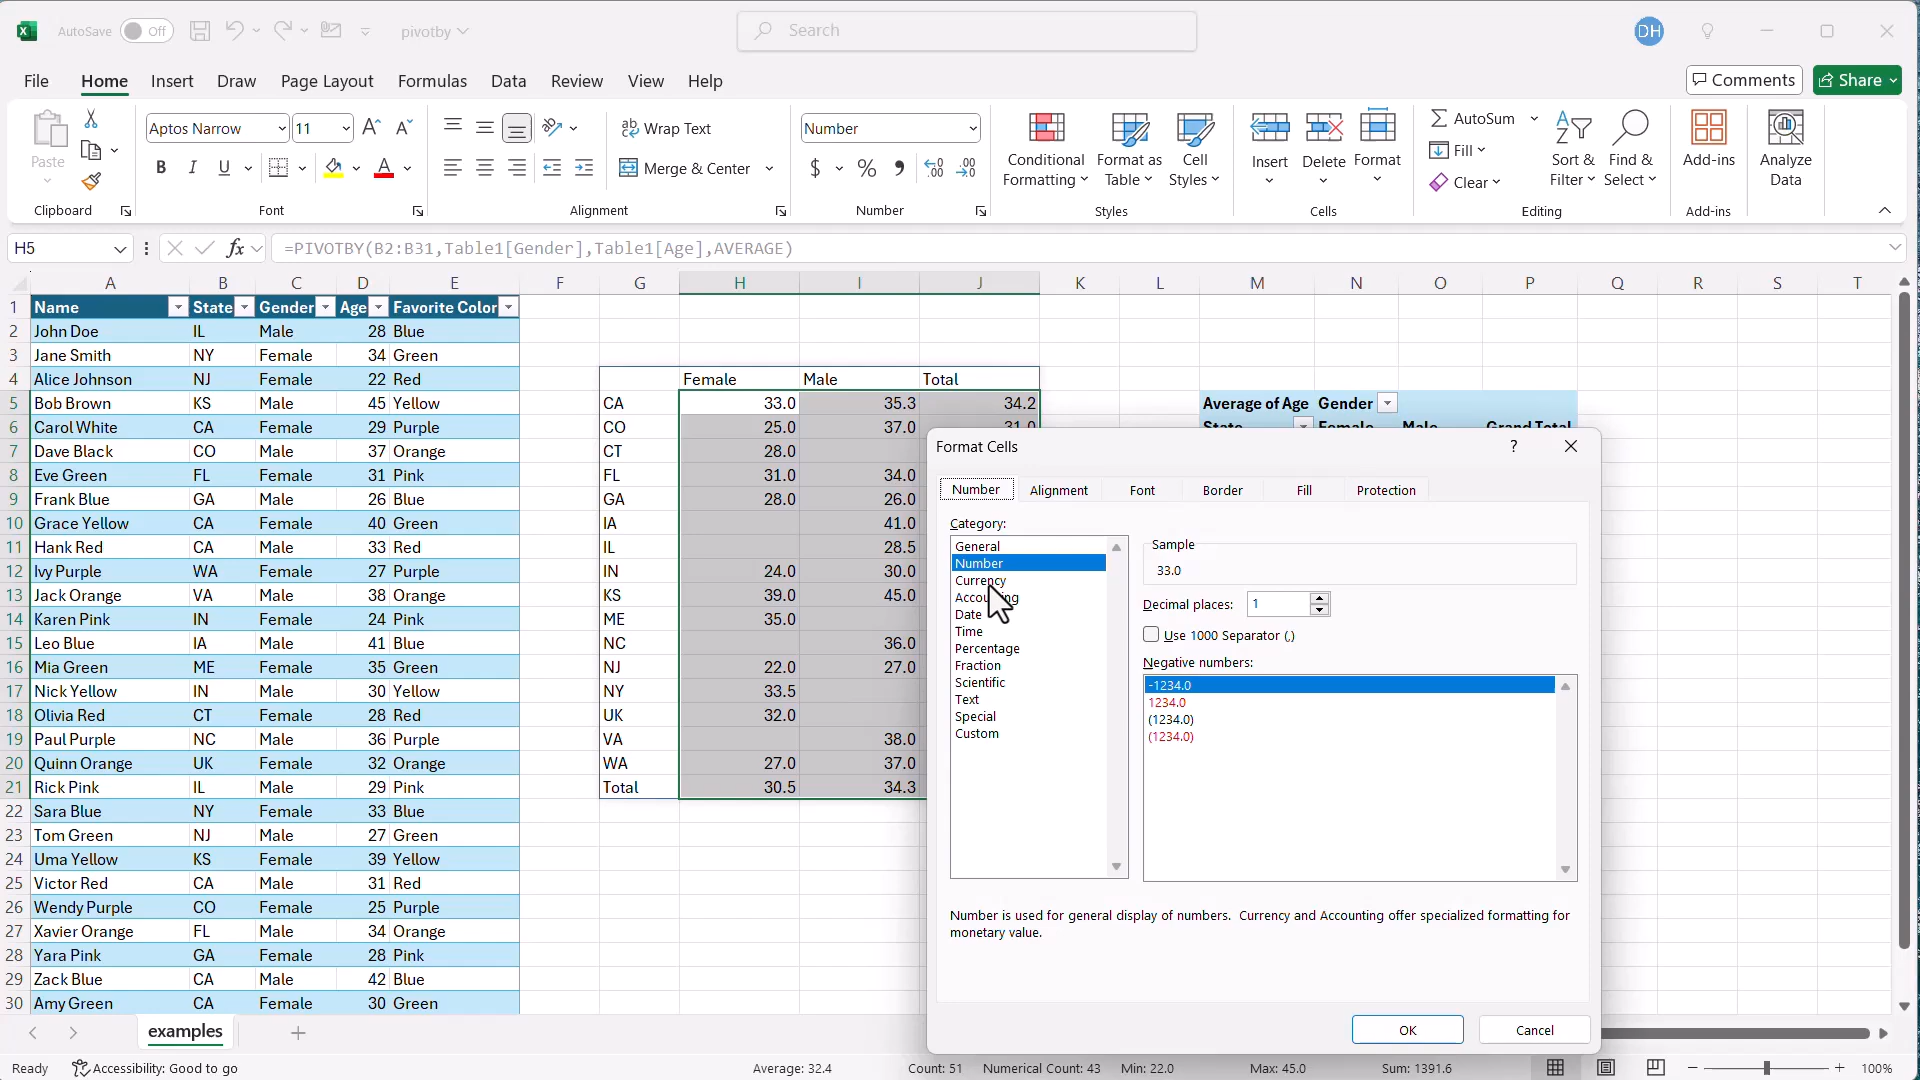 AutoSave Off pivotby Search DH
File Home Insert Draw Page Layout Formulas Data Review View Help Comments Share
Paste Aptos Narrow 11 Wrap Text Number Conditional Formatting Format as Table Cell Styles Insert Delete Format AutoSum Fill Clear Sort & Filter Find & Select Add-ins Analyze Data
B I U A Merge & Center $ % 9
Clipboard Font Alignment Number Styles Cells Editing Add-ins
H5 fx =PIVOTBY(B2:B31,Table1[Gender],Table1[Age],AVERAGE)
A B C D E F G H I J K L M N O P Q R S T
1 Name State Gender Age Favorite Color
2 John Doe IL Male 28 Blue
3 Jane Smith NY Female 34 Green
4 Alice Johnson NJ Female 22 Red Female Male Total
5 Bob Brown KS Male 45 Yellow CA 33.0 35.3 34.2 Average of Age Gender
6 Carol White CA Female 29 Purple CO 25.0 37.0 31.0 State Female Male Grand Total
7 Dave Black CO Male 37 Orange CT 28.0
8 Eve Green FL Female 31 Pink FL 31.0 34.0
9 Frank Blue GA Male 26 Blue GA 28.0 26.0
10 Grace Yellow CA Female 40 Green IA 41.0
11 Hank Red CA Male 33 Red IL 28.5
12 Ivy Purple WA Female 27 Purple IN 24.0 30.0
13 Jack Orange VA Male 38 Orange KS 39.0 45.0
14 Karen Pink IN Female 24 Pink ME 35.0
15 Leo Blue IA Male 41 Blue NC 36.0
16 Mia Green ME Female 35 Green NJ 22.0 27.0
17 Nick Yellow IN Male 30 Yellow NY 33.5
18 Olivia Red CT Female 28 Red UK 32.0
19 Paul Purple NC Male 36 Purple VA 38.0
20 Quinn Orange UK Female 32 Orange WA 27.0 37.0
21 Rick Pink IL Male 29 Pink Total 30.5 34.3
22 Sara Blue NY Female 33 Blue
23 Tom Green NJ Male 27 Green
24 Uma Yellow KS Female 39 Yellow
25 Victor Red CA Male 31 Red
26 Wendy Purple CO Female 25 Purple
27 Xavier Orange FL Male 34 Orange
28 Yara Pink GA Female 28 Pink
29 Zack Blue CA Male 42 Blue
30 Amy Green CA Female 30 Green
Format Cells ?
Number Alignment Font Border Fill Protection
Category:
General
Number
Currency
Accounting
Date
Time
Percentage
Fraction
Scientific
Text
Special
Custom
Sample
33.0
Decimal places: 1
Use 1000 Separator (,)
Negative numbers:
-1234.0
1234.0
(1234.0)
(1234.0)
Number is used for general display of numbers. Currency and Accounting offer specialized formatting for
monetary value.
OK Cancel
examples
Ready Accessibility: Good to go Average: 32.4 Count: 51 Numerical Count: 43 Min: 22.0 Max: 45.0 Sum: 1391.6 100%